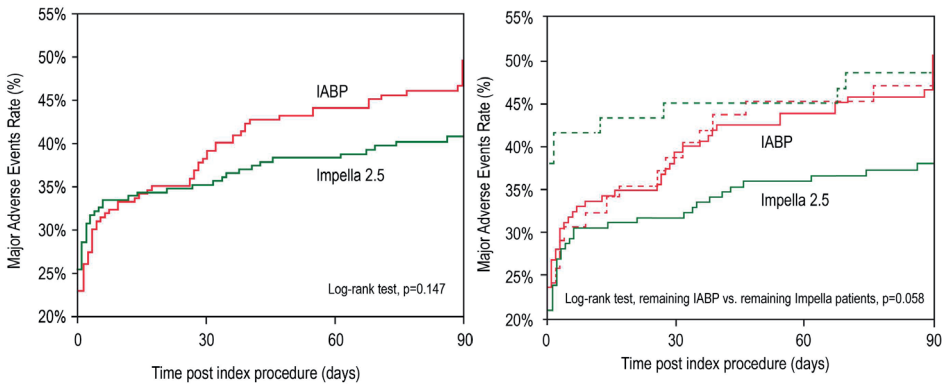 Major Adverse Events Rate (%)
55%
50%
45%
40%
35%
30%
25%
20%
IABP
Impella 2.5
Log-rank test, p=0.147
0
30
60
90
Time post index procedure (days)
Major Adverse Events Rate (%)
55%
50%
45%
40%
35%
30%
25%
20%
IABP
Impella 2.5
Log-rank test, remaining IABP vs. remaining Impella patients, p=0.058
0
30
60
90
Time post index procedure (days)